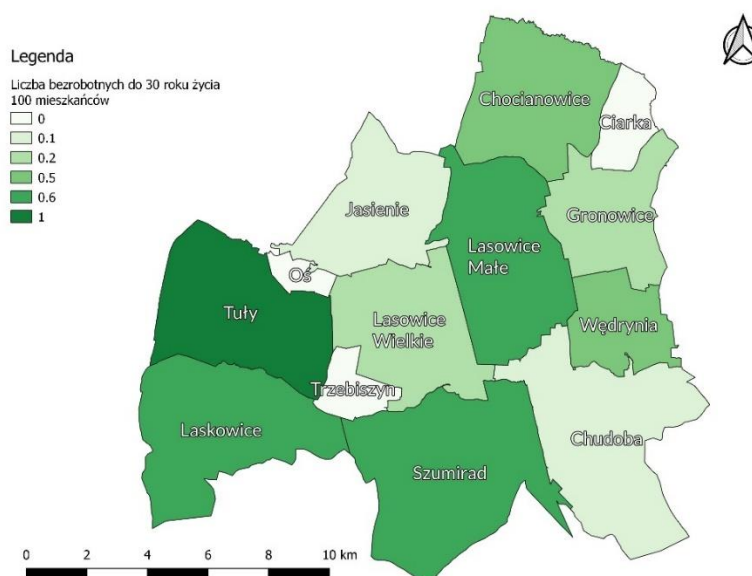 Legenda
Liczba bezrobotnych do 30 roku życia
100 mieszkańców
0
0.1
0.2
0.5
0.6
1
Chocianowice
Ciarka
Jasienie
Gronowice
Lasowice
Małe
Oś
Tuły
Lasowice
Wielkie
Wędrynia
Trzebiszyn
Laskowice
Chudoba
Szumirad
0 2 4 6 8 10 km